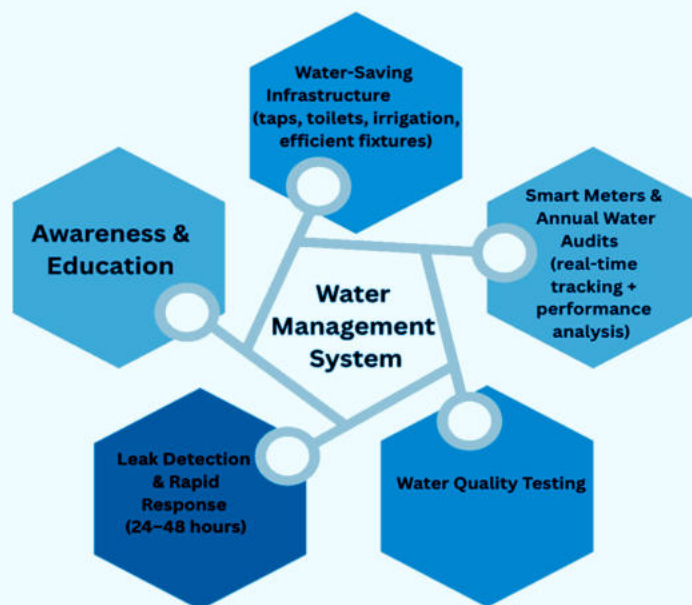 Water-Saving
Infrastructure
(taps, toilets, irrigation,
efficient fixtures)
Smart Meters &
Annual Water
Audits
(real-time
tracking +
performance
analysis)
Awareness &
Education
Water
Management
System
Leak Detection
& Rapid
Response
(24–48 hours)
Water Quality Testing